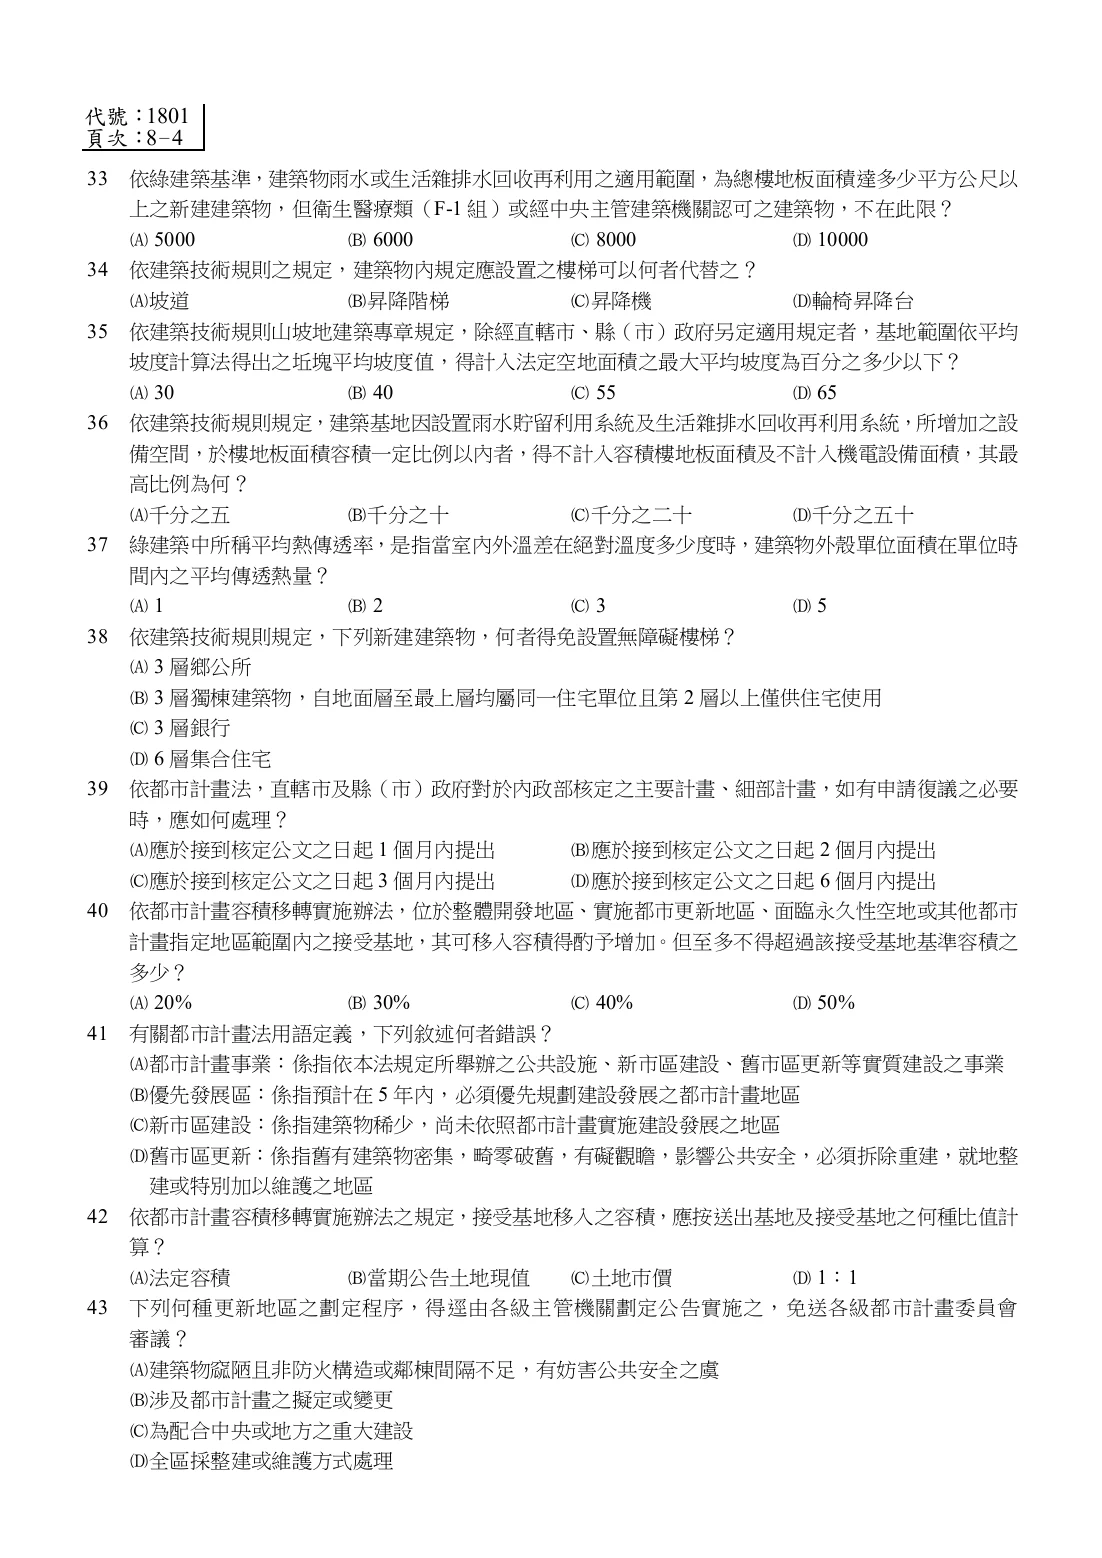 代號：1801
頁次：8－4
33 依綠建築基準，建築物雨水或生活雜排水回收再利用之適用範圍，為總樓地板面積達多少平方公尺以
上之新建建築物，但衛生醫療類（F-1 組）或經中央主管建築機關認可之建築物，不在此限？
(A) 5000 (B) 6000 (C) 8000 (D) 10000
34 依建築技術規則之規定，建築物內規定應設置之樓梯可以何者代替之？
(A)坡道 (B)昇降階梯 (C)昇降機 (D)輪椅昇降台
35 依建築技術規則山坡地建築專章規定，除經直轄市、縣（市）政府另定適用規定者，基地範圍依平均
坡度計算法得出之坵塊平均坡度值，得計入法定空地面積之最大平均坡度為百分之多少以下？
(A) 30 (B) 40 (C) 55 (D) 65
36 依建築技術規則規定，建築基地因設置雨水貯留利用系統及生活雜排水回收再利用系統，所增加之設
備空間，於樓地板面積容積一定比例以內者，得不計入容積樓地板面積及不計入機電設備面積，其最
高比例為何？
(A)千分之五 (B)千分之十 (C)千分之二十 (D)千分之五十
37 綠建築中所稱平均熱傳透率，是指當室內外溫差在絕對溫度多少度時，建築物外殼單位面積在單位時
間內之平均傳透熱量？
(A) 1 (B) 2 (C) 3 (D) 5
38 依建築技術規則規定，下列新建建築物，何者得免設置無障礙樓梯？
(A) 3 層鄉公所
(B) 3 層獨棟建築物，自地面層至最上層均屬同一住宅單位且第 2 層以上僅供住宅使用
(C) 3 層銀行
(D) 6 層集合住宅
39 依都市計畫法，直轄市及縣（市）政府對於內政部核定之主要計畫、細部計畫，如有申請復議之必要
時，應如何處理？
(A)應於接到核定公文之日起 1 個月內提出 (B)應於接到核定公文之日起 2 個月內提出
(C)應於接到核定公文之日起 3 個月內提出 (D)應於接到核定公文之日起 6 個月內提出
40 依都市計畫容積移轉實施辦法，位於整體開發地區、實施都市更新地區、面臨永久性空地或其他都市
計畫指定地區範圍內之接受基地，其可移入容積得酌予增加。但至多不得超過該接受基地基準容積之
多少？
(A) 20% (B) 30% (C) 40% (D) 50%
41 有關都市計畫法用語定義，下列敘述何者錯誤？
(A)都市計畫事業：係指依本法規定所舉辦之公共設施、新市區建設、舊市區更新等實質建設之事業
(B)優先發展區：係指預計在 5 年內，必須優先規劃建設發展之都市計畫地區
(C)新市區建設：係指建築物稀少，尚未依照都市計畫實施建設發展之地區
(D)舊市區更新：係指舊有建築物密集，畸零破舊，有礙觀瞻，影響公共安全，必須拆除重建，就地整
建或特別加以維護之地區
42 依都市計畫容積移轉實施辦法之規定，接受基地移入之容積，應按送出基地及接受基地之何種比值計
算？
(A)法定容積 (B)當期公告土地現值 (C)土地市價 (D) 1：1
43 下列何種更新地區之劃定程序，得逕由各級主管機關劃定公告實施之，免送各級都市計畫委員會
審議？
(A)建築物窳陋且非防火構造或鄰棟間隔不足，有妨害公共安全之虞
(B)涉及都市計畫之擬定或變更
(C)為配合中央或地方之重大建設
(D)全區採整建或維護方式處理